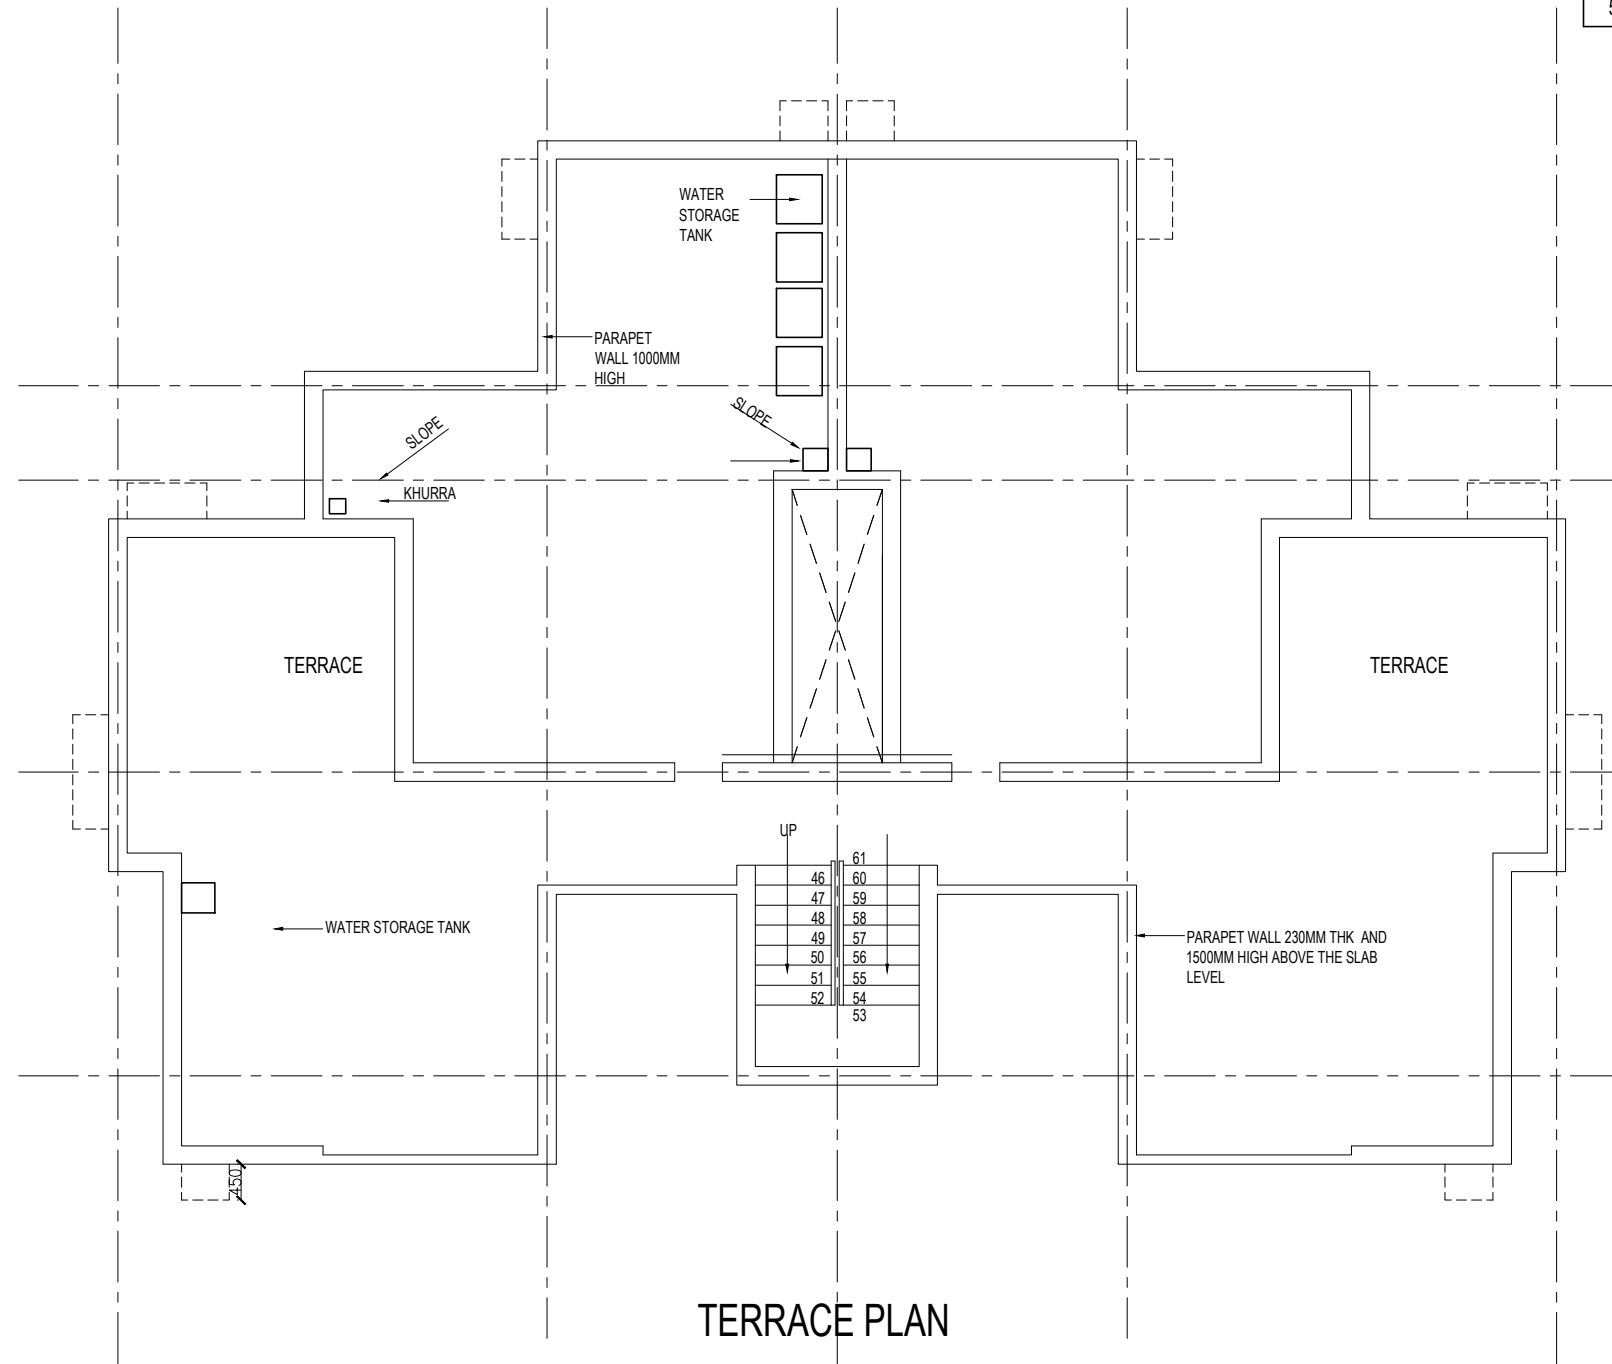 5
WATER
STORAGE
TANK
PARAPET
WALL 1000MM
HIGH
SLOPE
SLOPE
KHURRA
TERRACE
TERRACE
UP
61
46 60
47 59
48 58
49 57
50 56
51 55
52 54
53
WATER STORAGE TANK
PARAPET WALL 230MM THK AND
1500MM HIGH ABOVE THE SLAB
LEVEL
450
TERRACE PLAN